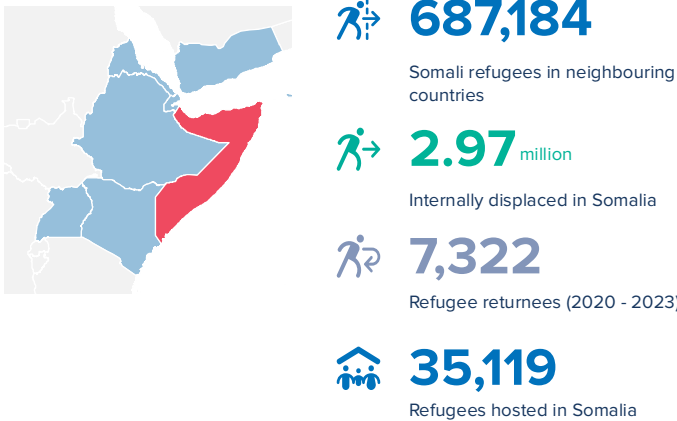 687,184
Somali refugees in neighbouring
countries
2.97 million
Internally displaced in Somalia
7,322
Refugee returnees (2020 - 2023)
35,119
Refugees hosted in Somalia